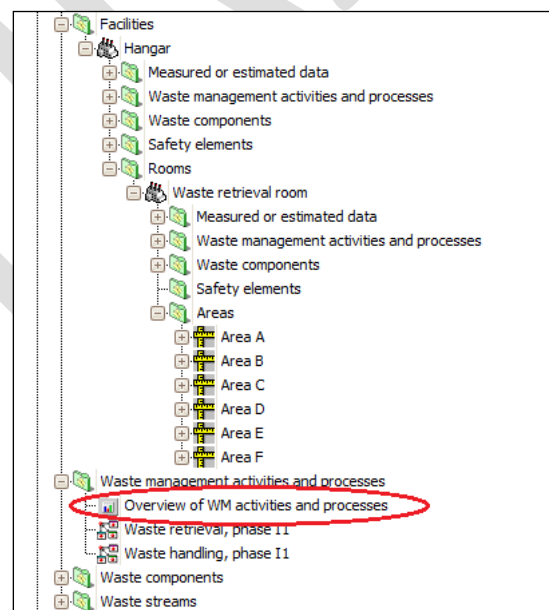 Facilities
Hangar
Measured or estimated data
Waste management activities and processes
Waste components
Safety elements
Rooms
Waste retrieval room
Measured or estimated data
Waste management activities and processes
Waste components
Safety elements
Areas
Area A
Area B
Area C
Area D
Area E
Area F
Waste management activities and processes
Overview of WM activities and processes
Waste retrieval, phase I1
Waste handling, phase I1
Waste components
Waste streams